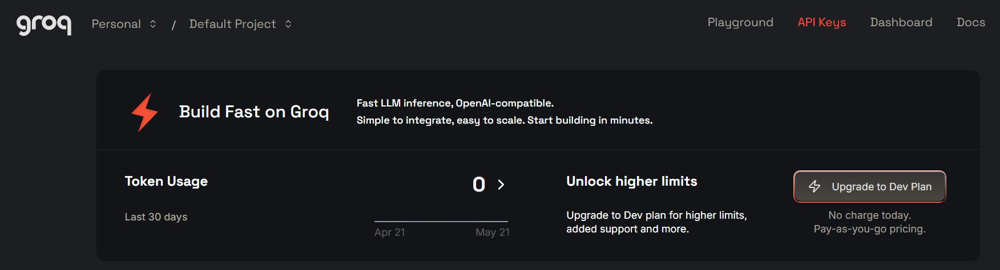 groq Personal / Default Project Playground API Keys Dashboard Docs
Build Fast on Groq
Fast LLM inference, OpenAI-compatible.
Simple to integrate, easy to scale. Start building in minutes.
Token Usage
0
Last 30 days
Apr 21 May 21
Unlock higher limits
Upgrade to Dev plan for higher limits,
added support and more.
Upgrade to Dev Plan
No charge today.
Pay-as-you-go pricing.